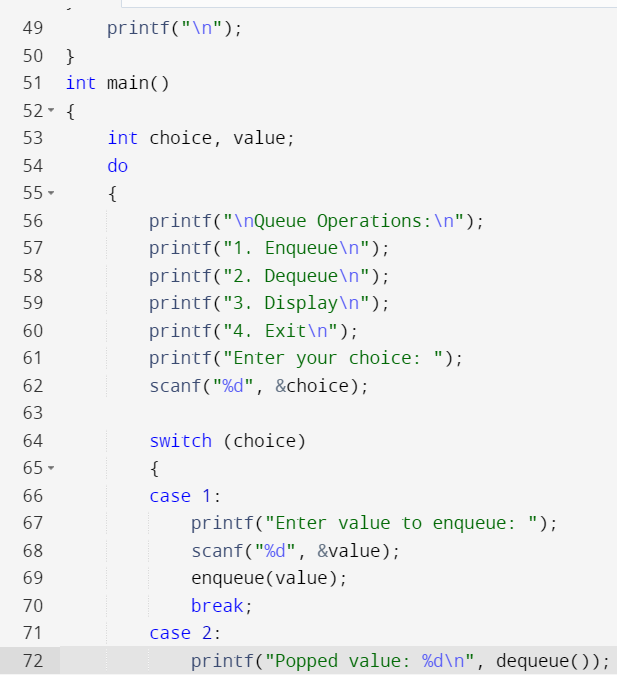 49     printf("\n");
50 }
51 int main()
52 {
53     int choice, value;
54     do
55     {
56         printf("\nQueue Operations:\n");
57         printf("1. Enqueue\n");
58         printf("2. Dequeue\n");
59         printf("3. Display\n");
60         printf("4. Exit\n");
61         printf("Enter your choice: ");
62         scanf("%d", &choice);
63
64         switch (choice)
65         {
66         case 1:
67             printf("Enter value to enqueue: ");
68             scanf("%d", &value);
69             enqueue(value);
70             break;
71         case 2:
72             printf("Popped value: %d\n", dequeue());